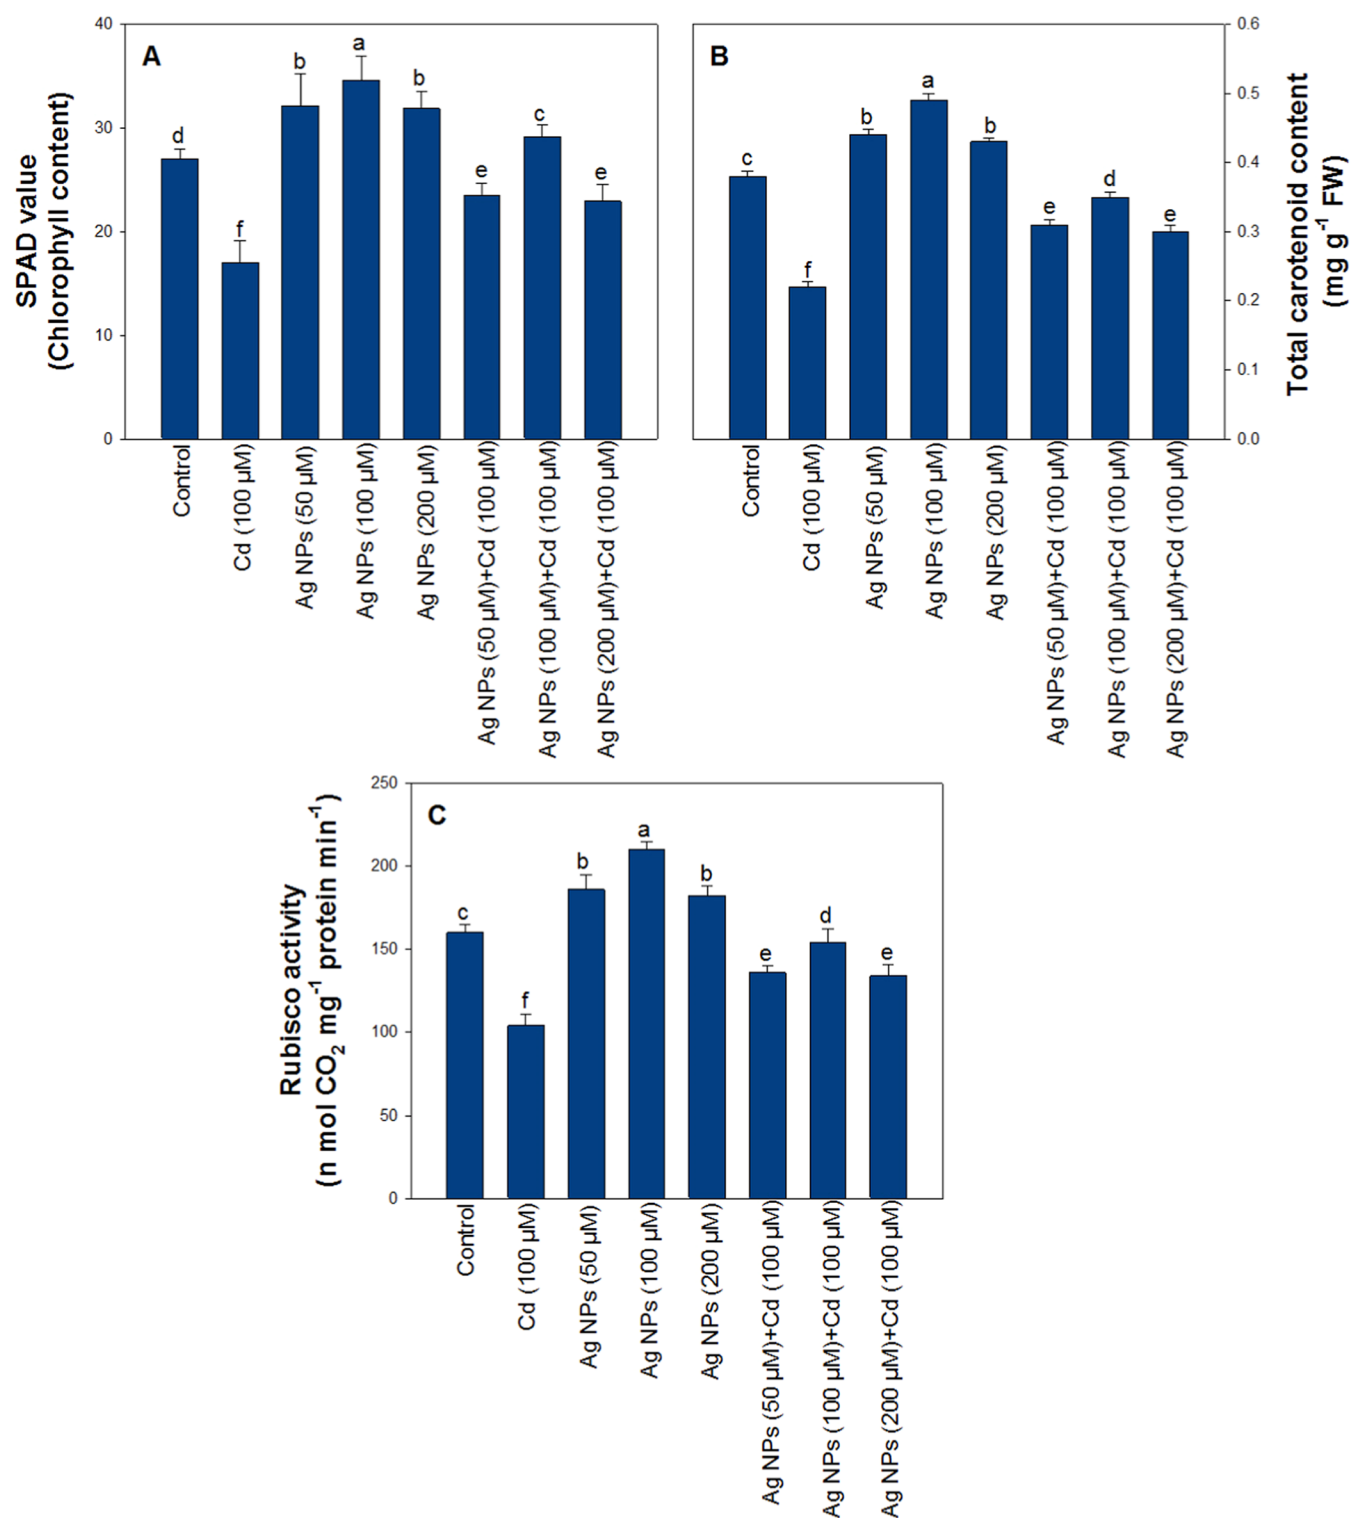 A
SPAD value
(Chlorophyll content)
40
30
20
10
0
d
f
b
a
b
e
c
e
Control
Cd (100 µM)
Ag NPs (50 µM)
Ag NPs (100 µM)
Ag NPs (200 µM)
Ag NPs (50 µM)+Cd (100 µM)
Ag NPs (100 µM)+Cd (100 µM)
Ag NPs (200 µM)+Cd (100 µM)
B
c
f
b
a
b
e
d
e
0.6
0.5
0.4
0.3
0.2
0.1
0.0
Total carotenoid content
(mg g⁻¹ FW)
Control
Cd (100 µM)
Ag NPs (50 µM)
Ag NPs (100 µM)
Ag NPs (200 µM)
Ag NPs (50 µM)+Cd (100 µM)
Ag NPs (100 µM)+Cd (100 µM)
Ag NPs (200 µM)+Cd (100 µM)
C
Rubisco activity
(n mol CO₂ mg⁻¹ protein min⁻¹)
250
200
150
100
50
0
c
f
b
a
b
e
d
e
Control
Cd (100 µM)
Ag NPs (50 µM)
Ag NPs (100 µM)
Ag NPs (200 µM)
Ag NPs (50 µM)+Cd (100 µM)
Ag NPs (100 µM)+Cd (100 µM)
Ag NPs (200 µM)+Cd (100 µM)